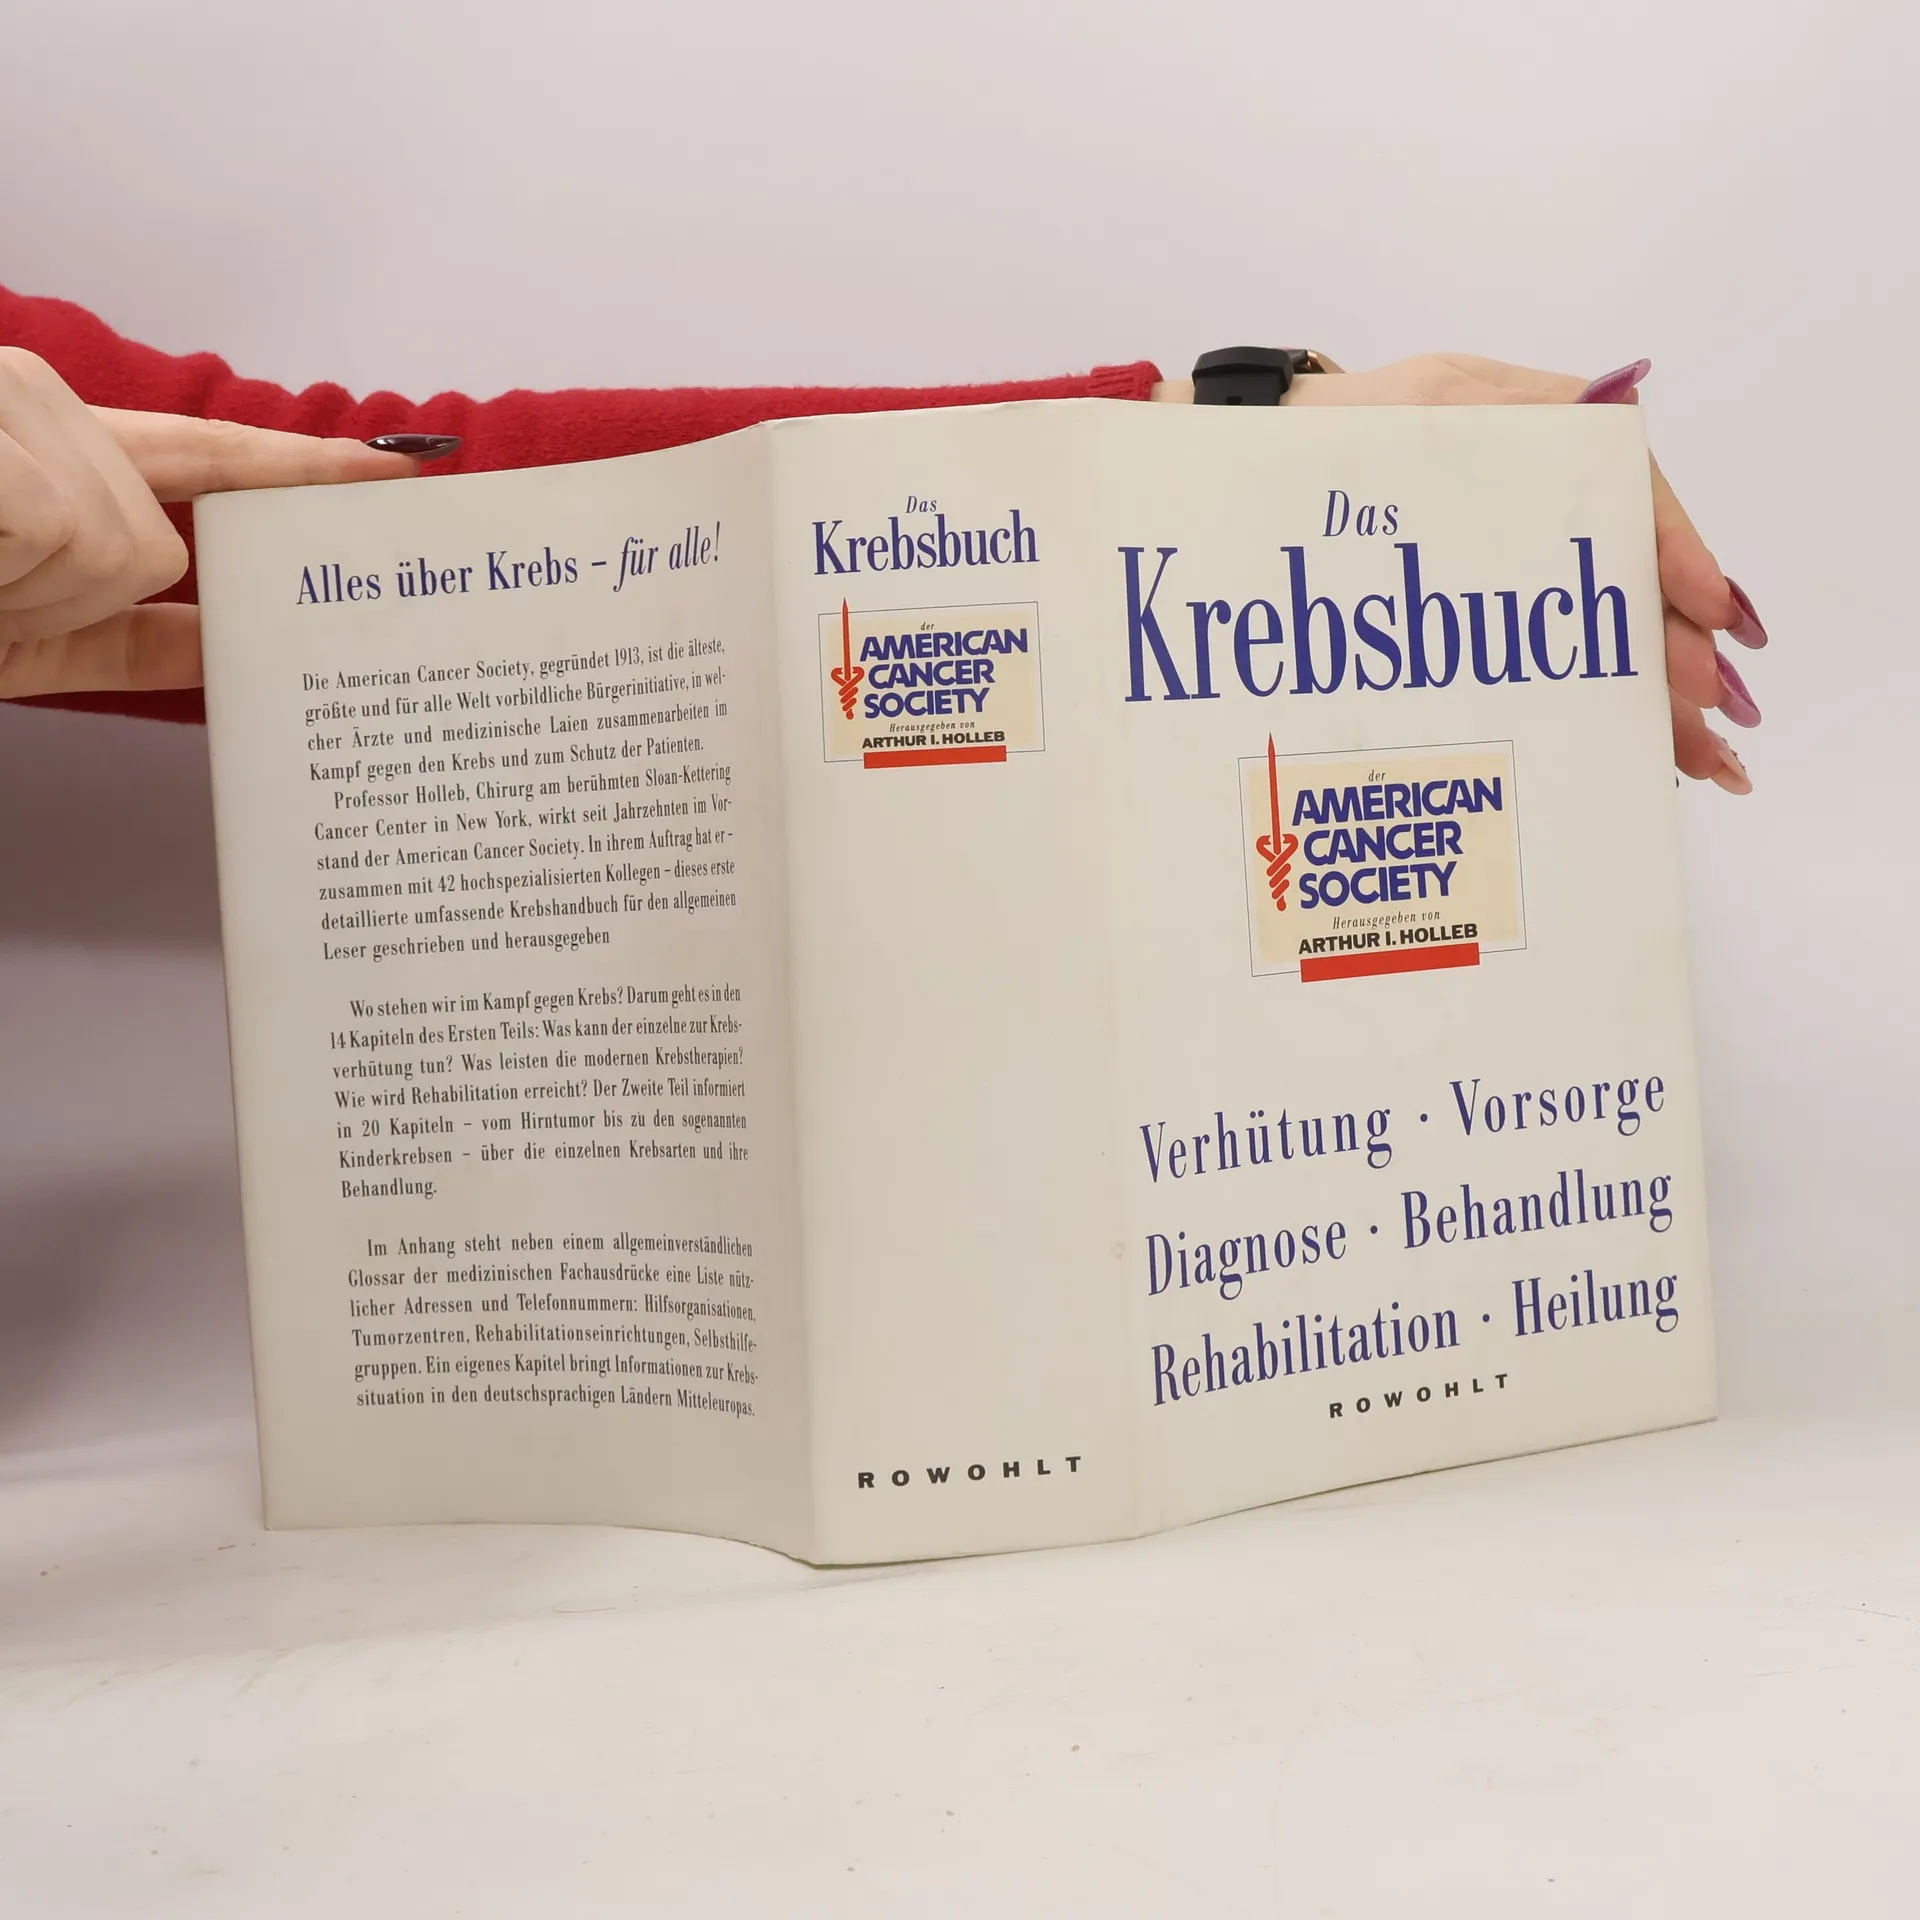 Alles über Krebs – für alle!
Die American Cancer Society, gegründet 1913, ist die älteste,
größte und für alle Welt vorbildliche Bürgerinitiative, in wel-
cher Ärzte und medizinische Laien zusammenarbeiten im
Kampf gegen den Krebs und zum Schutz der Patienten.
Professor Holleb, Chirurg am berühmten Sloan-Kettering
Cancer Center in New York, wirkt seit Jahrzehnten im Vor-
stand der American Cancer Society. In ihrem Auftrag hat er –
zusammen mit 42 hochspezialisierten Kollegen – dieses erste
detaillierte umfassende Krebshandbuch für den allgemeinen
Leser geschrieben und herausgegeben
Wo stehen wir im Kampf gegen Krebs? Darum geht es in den
14 Kapiteln des Ersten Teils: Was kann der einzelne zur Krebs-
verhütung tun? Was leisten die modernen Krebstherapien?
Wie wird Rehabilitation erreicht? Der Zweite Teil informiert
in 20 Kapiteln – vom Hirntumor bis zu den sogenannten
Kinderkrebsen – über die einzelnen Krebsarten und ihre
Behandlung.
Im Anhang steht neben einem allgemeinverständlichen
Glossar der medizinischen Fachausdrücke eine Liste nütz-
licher Adressen und Telefonnummern: Hilfsorganisationen,
Tumorzentren, Rehabilitationseinrichtungen, Selbsthilfe-
gruppen. Ein eigenes Kapitel bringt Informationen zur Krebs-
situation in den deutschsprachigen Ländern Mitteleuropas.
Das
Krebsbuch
der
AMERICAN
CANCER
SOCIETY
Herausgegeben von
ARTHUR I. HOLLEB
ROWOHLT
Das
Krebsbuch
der
AMERICAN
CANCER
SOCIETY
Herausgegeben von
ARTHUR I. HOLLEB
Verhütung · Vorsorge
Diagnose · Behandlung
Rehabilitation · Heilung
ROWOHLT